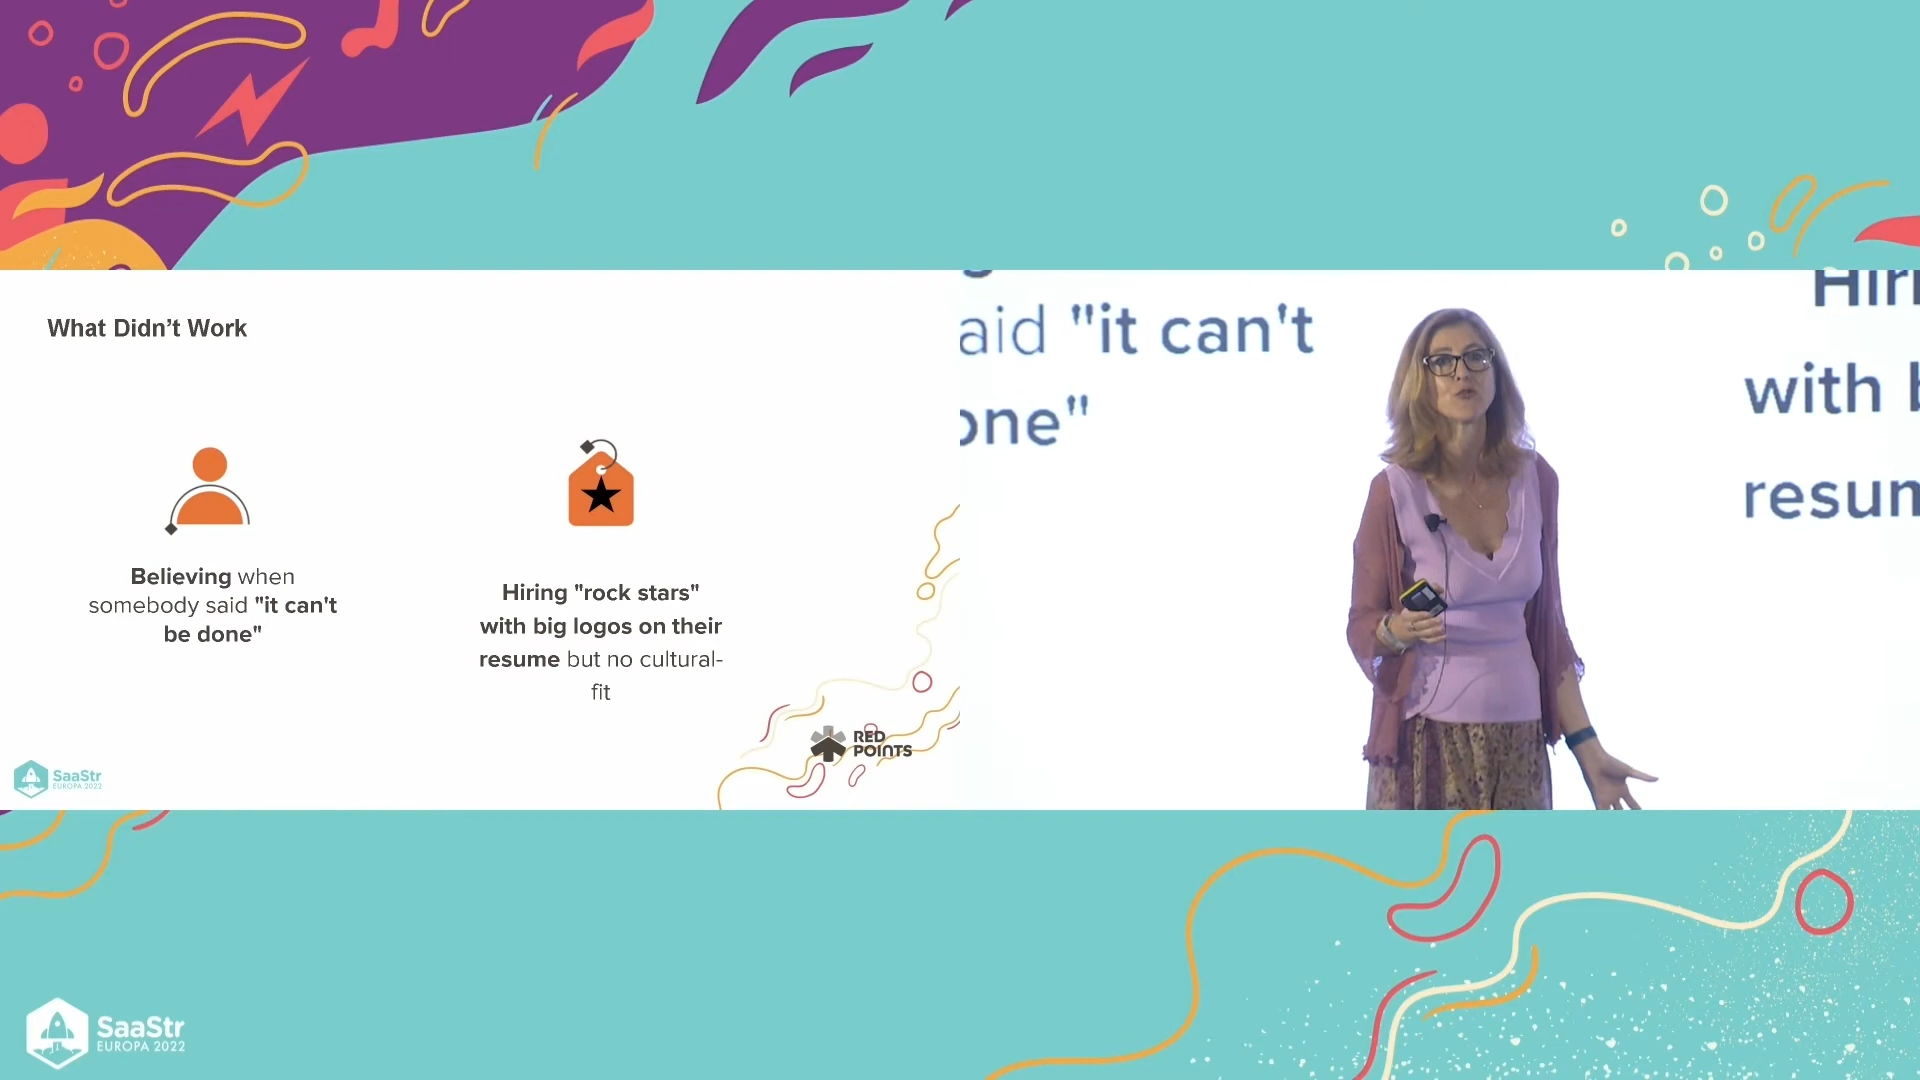 What Didn't Work
Believing when
somebody said "it can't
be done"
Hiring "rock stars"
with big logos on their
resume but no cultural-
fit
RED
POINTS
SaaStr
EUROPA 2022
aid "it can't
one"
Hiri
with b
resum
SaaStr
EUROPA 2022